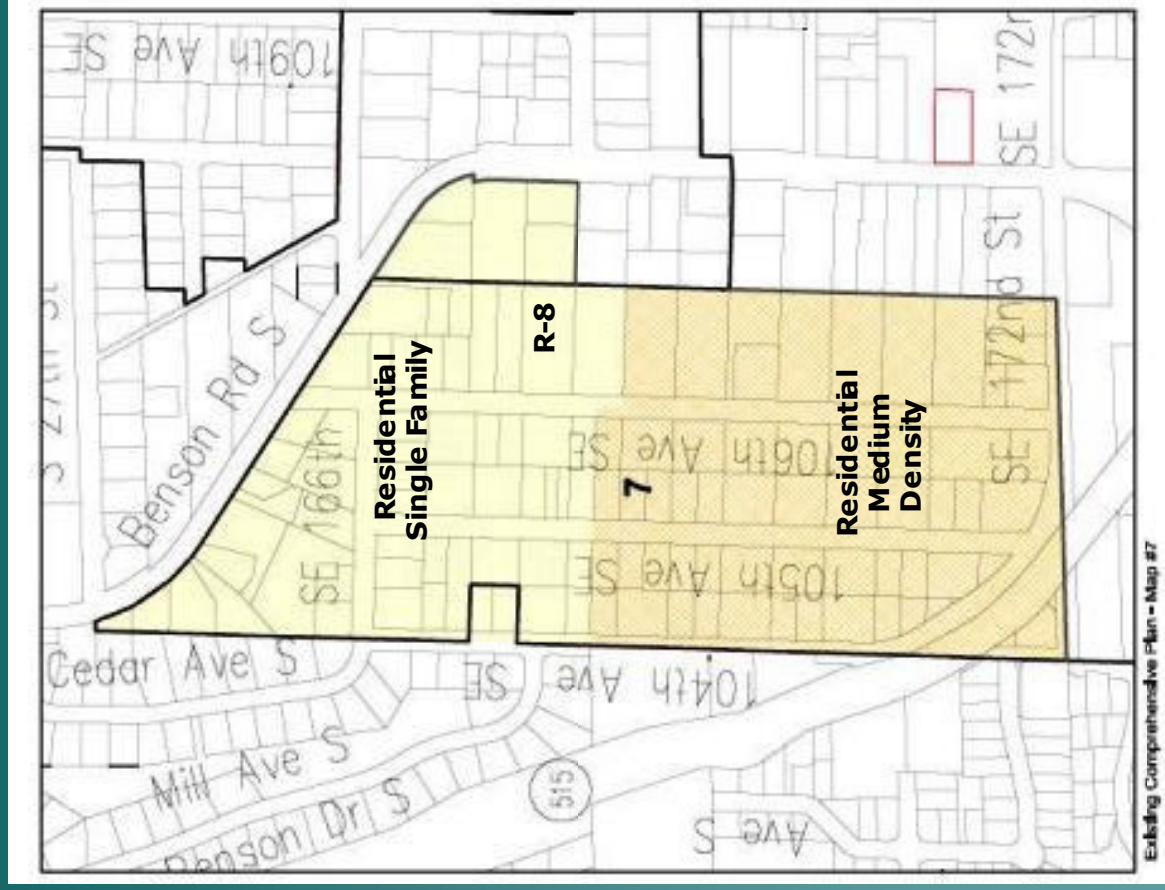 109th Ave SE
SE 172n
Benson Rd S
R-8
Residential
Single Family
SE 166th
SE 172nd St
106th Ave SE
7
Residential
Medium
Density
105th Ave SE
Cedar Ave S
104th Ave SE
Mill Ave S
Benson Dr S
515
Ave S
Existing Comprehensive Plan - Map #7